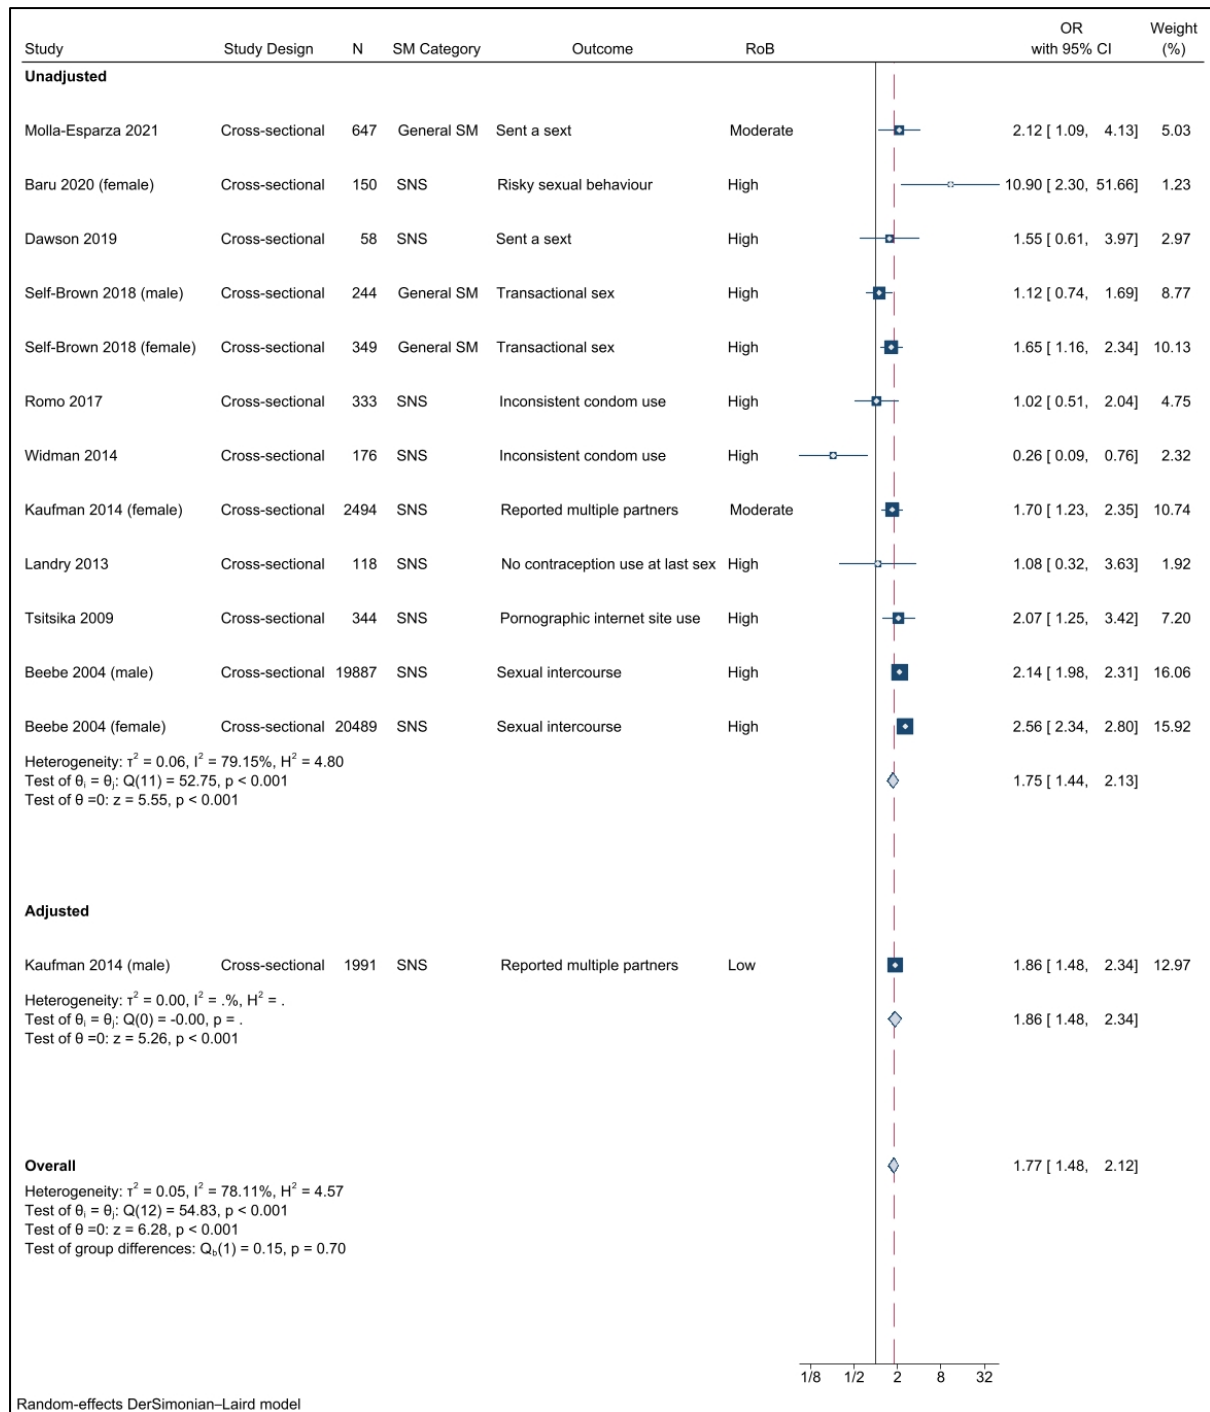 Study Study Design N SM Category Outcome RoB OR with 95% CI Weight (%)
Unadjusted
Molla-Esparza 2021 Cross-sectional 647 General SM Sent a sext Moderate 2.12 [ 1.09, 4.13] 5.03
Baru 2020 (female) Cross-sectional 150 SNS Risky sexual behaviour High 10.90 [ 2.30, 51.66] 1.23
Dawson 2019 Cross-sectional 58 SNS Sent a sext High 1.55 [ 0.61, 3.97] 2.97
Self-Brown 2018 (male) Cross-sectional 244 General SM Transactional sex High 1.12 [ 0.74, 1.69] 8.77
Self-Brown 2018 (female) Cross-sectional 349 General SM Transactional sex High 1.65 [ 1.16, 2.34] 10.13
Romo 2017 Cross-sectional 333 SNS Inconsistent condom use High 1.02 [ 0.51, 2.04] 4.75
Widman 2014 Cross-sectional 176 SNS Inconsistent condom use High 0.26 [ 0.09, 0.76] 2.32
Kaufman 2014 (female) Cross-sectional 2494 SNS Reported multiple partners Moderate 1.70 [ 1.23, 2.35] 10.74
Landry 2013 Cross-sectional 118 SNS No contraception use at last sex High 1.08 [ 0.32, 3.63] 1.92
Tsitsika 2009 Cross-sectional 344 SNS Pornographic internet site use High 2.07 [ 1.25, 3.42] 7.20
Beebe 2004 (male) Cross-sectional 19887 SNS Sexual intercourse High 2.14 [ 1.98, 2.31] 16.06
Beebe 2004 (female) Cross-sectional 20489 SNS Sexual intercourse High 2.56 [ 2.34, 2.80] 15.92
Heterogeneity: τ² = 0.06, I² = 79.15%, H² = 4.80
Test of θᵢ = θⱼ: Q(11) = 52.75, p < 0.001 1.75 [ 1.44, 2.13]
Test of θ =0: z = 5.55, p < 0.001
Adjusted
Kaufman 2014 (male) Cross-sectional 1991 SNS Reported multiple partners Low 1.86 [ 1.48, 2.34] 12.97
Heterogeneity: τ² = 0.00, I² = .%, H² = .
Test of θᵢ = θⱼ: Q(0) = -0.00, p = . 1.86 [ 1.48, 2.34]
Test of θ =0: z = 5.26, p < 0.001
Overall 1.77 [ 1.48, 2.12]
Heterogeneity: τ² = 0.05, I² = 78.11%, H² = 4.57
Test of θᵢ = θⱼ: Q(12) = 54.83, p < 0.001
Test of θ =0: z = 6.28, p < 0.001
Test of group differences: Q_b(1) = 0.15, p = 0.70
1/8 1/2 2 8 32
Random-effects DerSimonian–Laird model